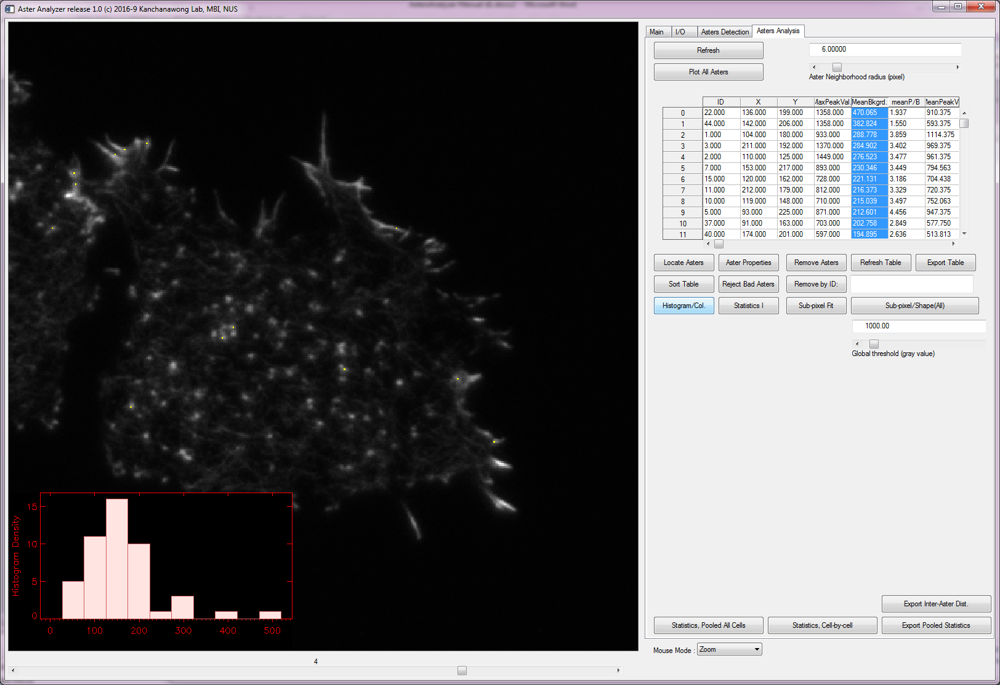 Aster Analyzer release 1.0 (c) 2016-9 Kanchanawong Lab, MBI, NUS
Main I/O Asters Detection Asters Analysis
Refresh
6.00000
Plot All Asters
Aster Neighborhood radius (pixel)
ID X Y MaxPeakVal. MeanBkgrd. meanP/B MeanPeakV
0 22.000 136.000 199.000 1358.000 470.065 1.937 910.375
1 44.000 142.000 206.000 1358.000 382.824 1.550 593.375
2 1.000 104.000 180.000 933.000 288.778 3.859 1114.375
3 3.000 211.000 192.000 1370.000 284.902 3.402 969.375
4 2.000 110.000 125.000 1449.000 276.523 3.477 961.375
5 7.000 153.000 217.000 893.000 230.346 3.449 794.563
6 15.000 120.000 162.000 728.000 221.131 3.186 704.438
7 11.000 212.000 179.000 812.000 216.373 3.329 720.375
8 10.000 119.000 148.000 710.000 215.039 3.497 752.063
9 5.000 93.000 225.000 871.000 212.601 4.456 947.375
10 37.000 91.000 163.000 703.000 202.758 2.849 577.750
11 40.000 174.000 201.000 597.000 194.895 2.636 513.813
Locate Asters Aster Properties Remove Asters Refresh Table Export Table
Sort Table Reject Bad Asters Remove by ID:
Histogram/Col. Statistics I Sub-pixel Fit Sub-pixel/Shape(All)
1000.00
Global threshold (gray value)
Histogram Density
15
10
5
0
0 100 200 300 400 500
Export Inter-Aster Dist.
Statistics, Pooled All Cells Statistics, Cell-by-cell Export Pooled Statistics
Mouse Mode : Zoom
4